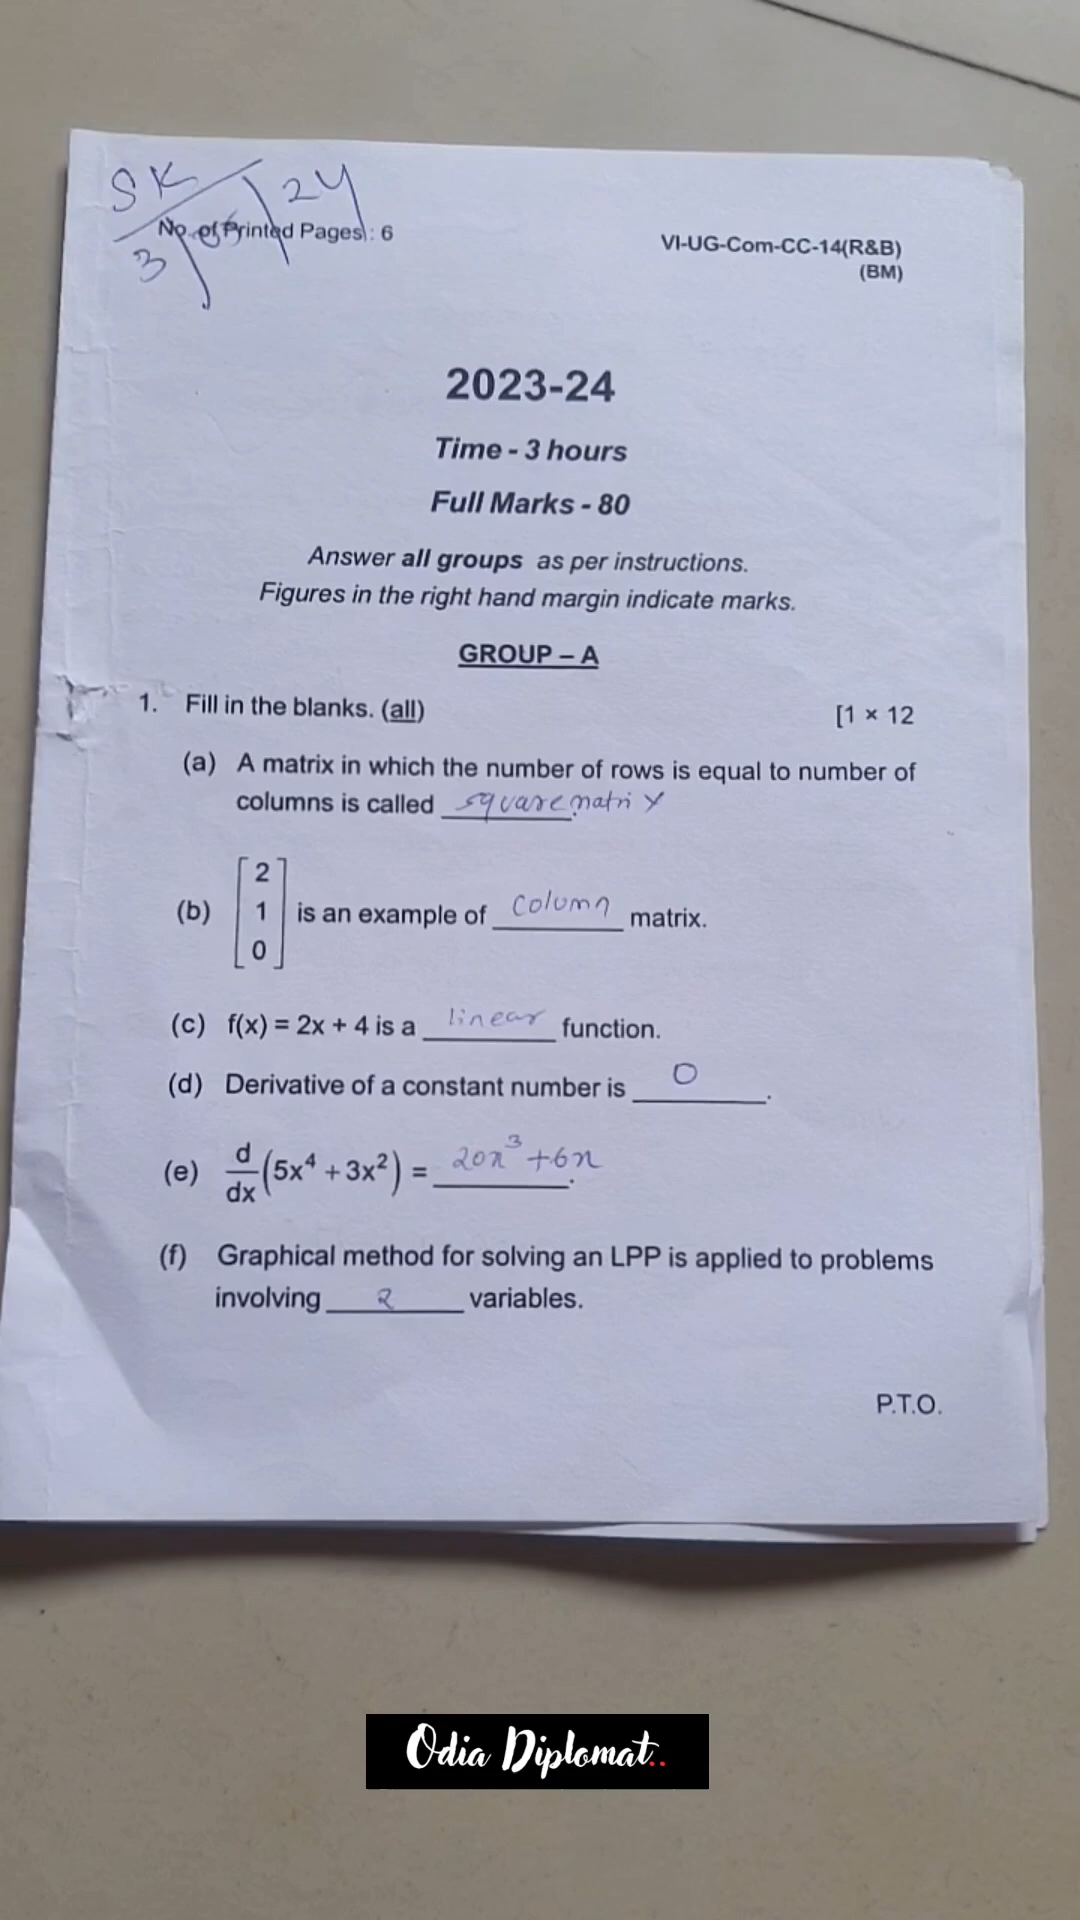 SK
3/05/24
No. of Printed Pages : 6
VI-UG-Com-CC-14(R&B)
(BM)
2023-24
Time - 3 hours
Full Marks - 80
Answer all groups as per instructions.
Figures in the right hand margin indicate marks.
GROUP – A
1. Fill in the blanks. (all) [1 × 12
(a) A matrix in which the number of rows is equal to number of
columns is called square matrix.
(b) [2 1 0] is an example of column matrix.
(c) f(x) = 2x + 4 is a linear function.
(d) Derivative of a constant number is 0.
(e) d/dx (5x⁴ + 3x²) = 20x³ + 6x.
(f) Graphical method for solving an LPP is applied to problems
involving 2 variables.
P.T.O.
Odia Diplomat..